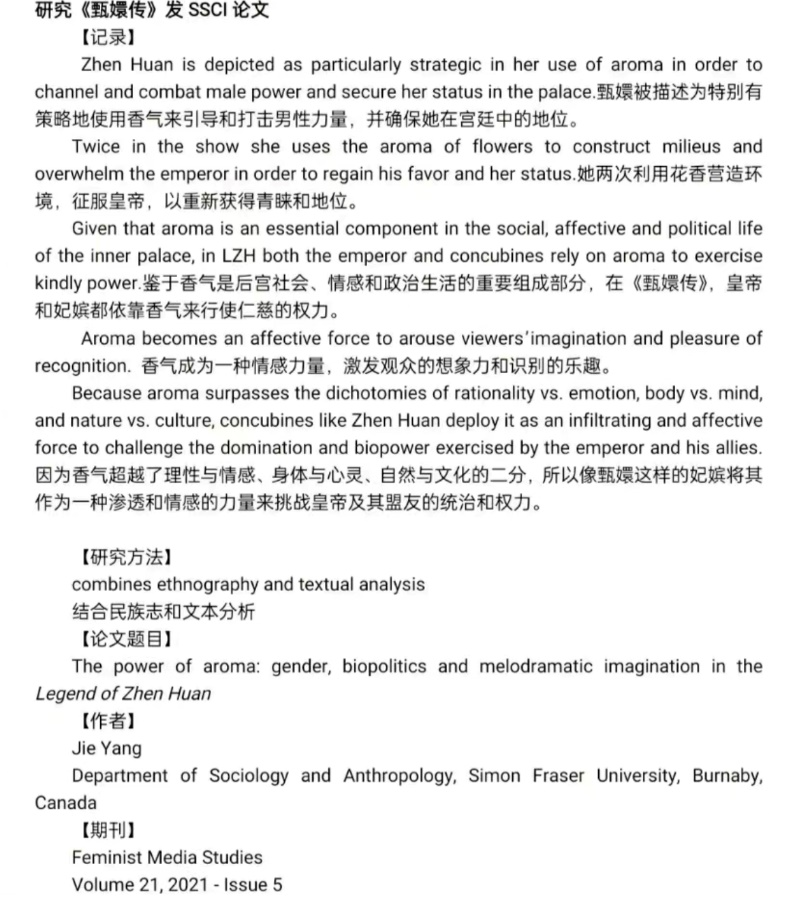 研究《甄嬛传》发 SSCI 论文
【记录】
Zhen Huan is depicted as particularly strategic in her use of aroma in order to
channel and combat male power and secure her status in the palace.甄嬛被描述为特别有
策略地使用香气来引导和打击男性力量，并确保她在宫廷中的地位。
Twice in the show she uses the aroma of flowers to construct milieus and
overwhelm the emperor in order to regain his favor and her status.她两次利用花香营造环
境，征服皇帝，以重新获得青睐和地位。
Given that aroma is an essential component in the social, affective and political life
of the inner palace, in LZH both the emperor and concubines rely on aroma to exercise
kindly power.鉴于香气是后宫社会、情感和政治生活的重要组成部分，在《甄嬛传》，皇帝
和妃嫔都依靠香气来行使仁慈的权力。
Aroma becomes an affective force to arouse viewers'imagination and pleasure of
recognition. 香气成为一种情感力量，激发观众的想象力和识别的乐趣。
Because aroma surpasses the dichotomies of rationality vs. emotion, body vs. mind,
and nature vs. culture, concubines like Zhen Huan deploy it as an infiltrating and affective
force to challenge the domination and biopower exercised by the emperor and his allies.
因为香气超越了理性与情感、身体与心灵、自然与文化的二分，所以像甄嬛这样的妃嫔将其
作为一种渗透和情感的力量来挑战皇帝及其盟友的统治和权力。
【研究方法】
combines ethnography and textual analysis
结合民族志和文本分析
【论文题目】
The power of aroma: gender, biopolitics and melodramatic imagination in the
Legend of Zhen Huan
【作者】
Jie Yang
Department of Sociology and Anthropology, Simon Fraser University, Burnaby,
Canada
【期刊】
Feminist Media Studies
Volume 21, 2021 - Issue 5